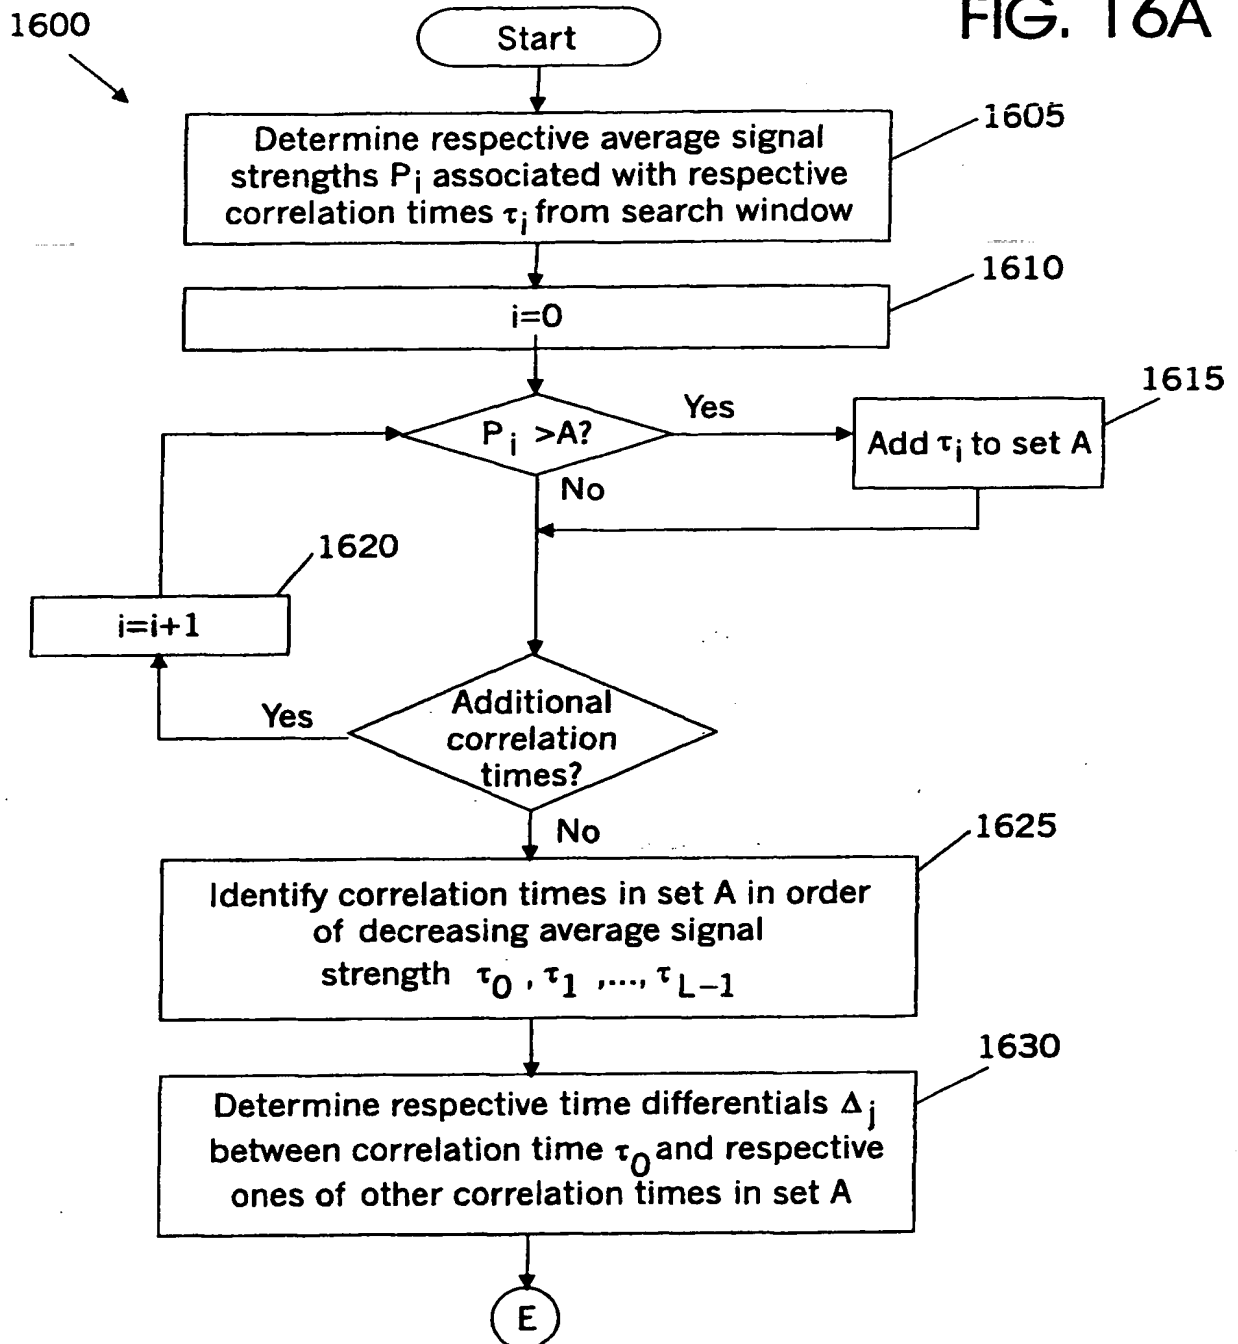 1600
FIG. 16A
Start
1605
Determine respective average signal
strengths Pi associated with respective
correlation times τi from search window
1610
i=0
1615
Pi >A?
Yes
Add τi to set A
No
1620
i=i+1
Yes
Additional
correlation
times?
No
1625
Identify correlation times in set A in order
of decreasing average signal
strength τ0 , τ1 ,..., τL-1
1630
Determine respective time differentials Δj
between correlation time τ0 and respective
ones of other correlation times in set A
E